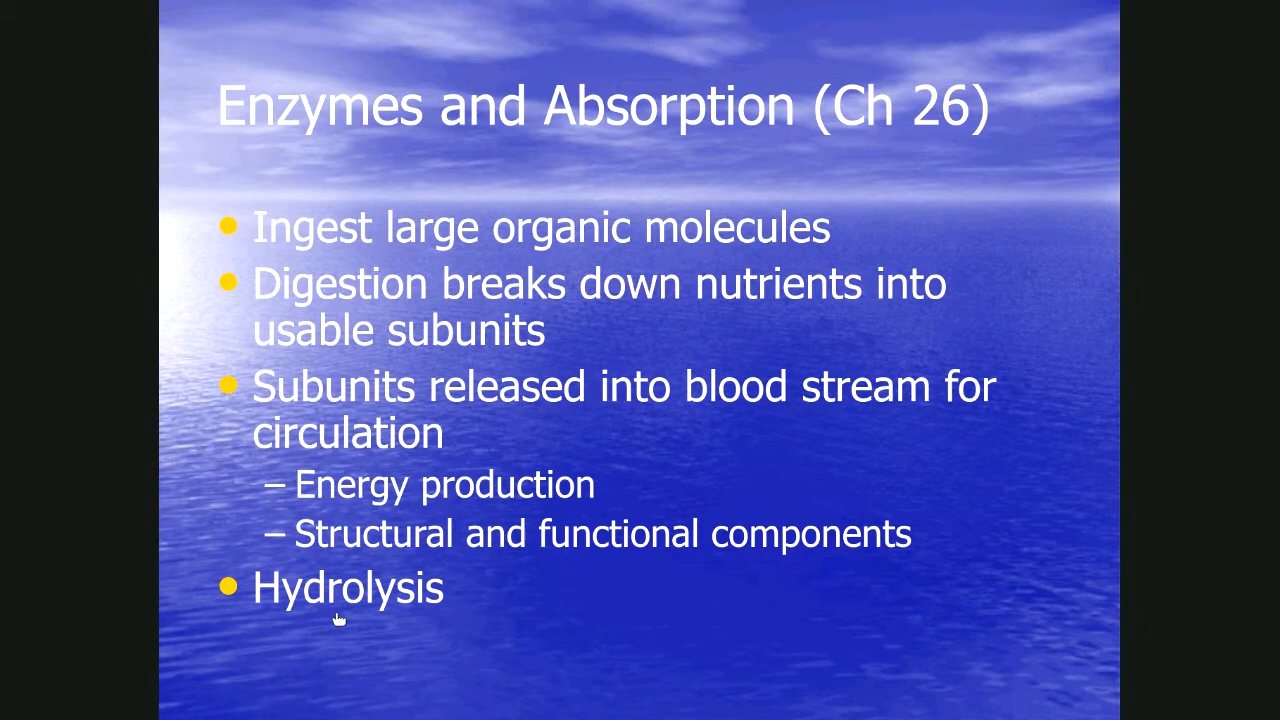 Enzymes and Absorption (Ch 26)
• Ingest large organic molecules
• Digestion breaks down nutrients into
usable subunits
• Subunits released into blood stream for
circulation
– Energy production
– Structural and functional components
• Hydrolysis